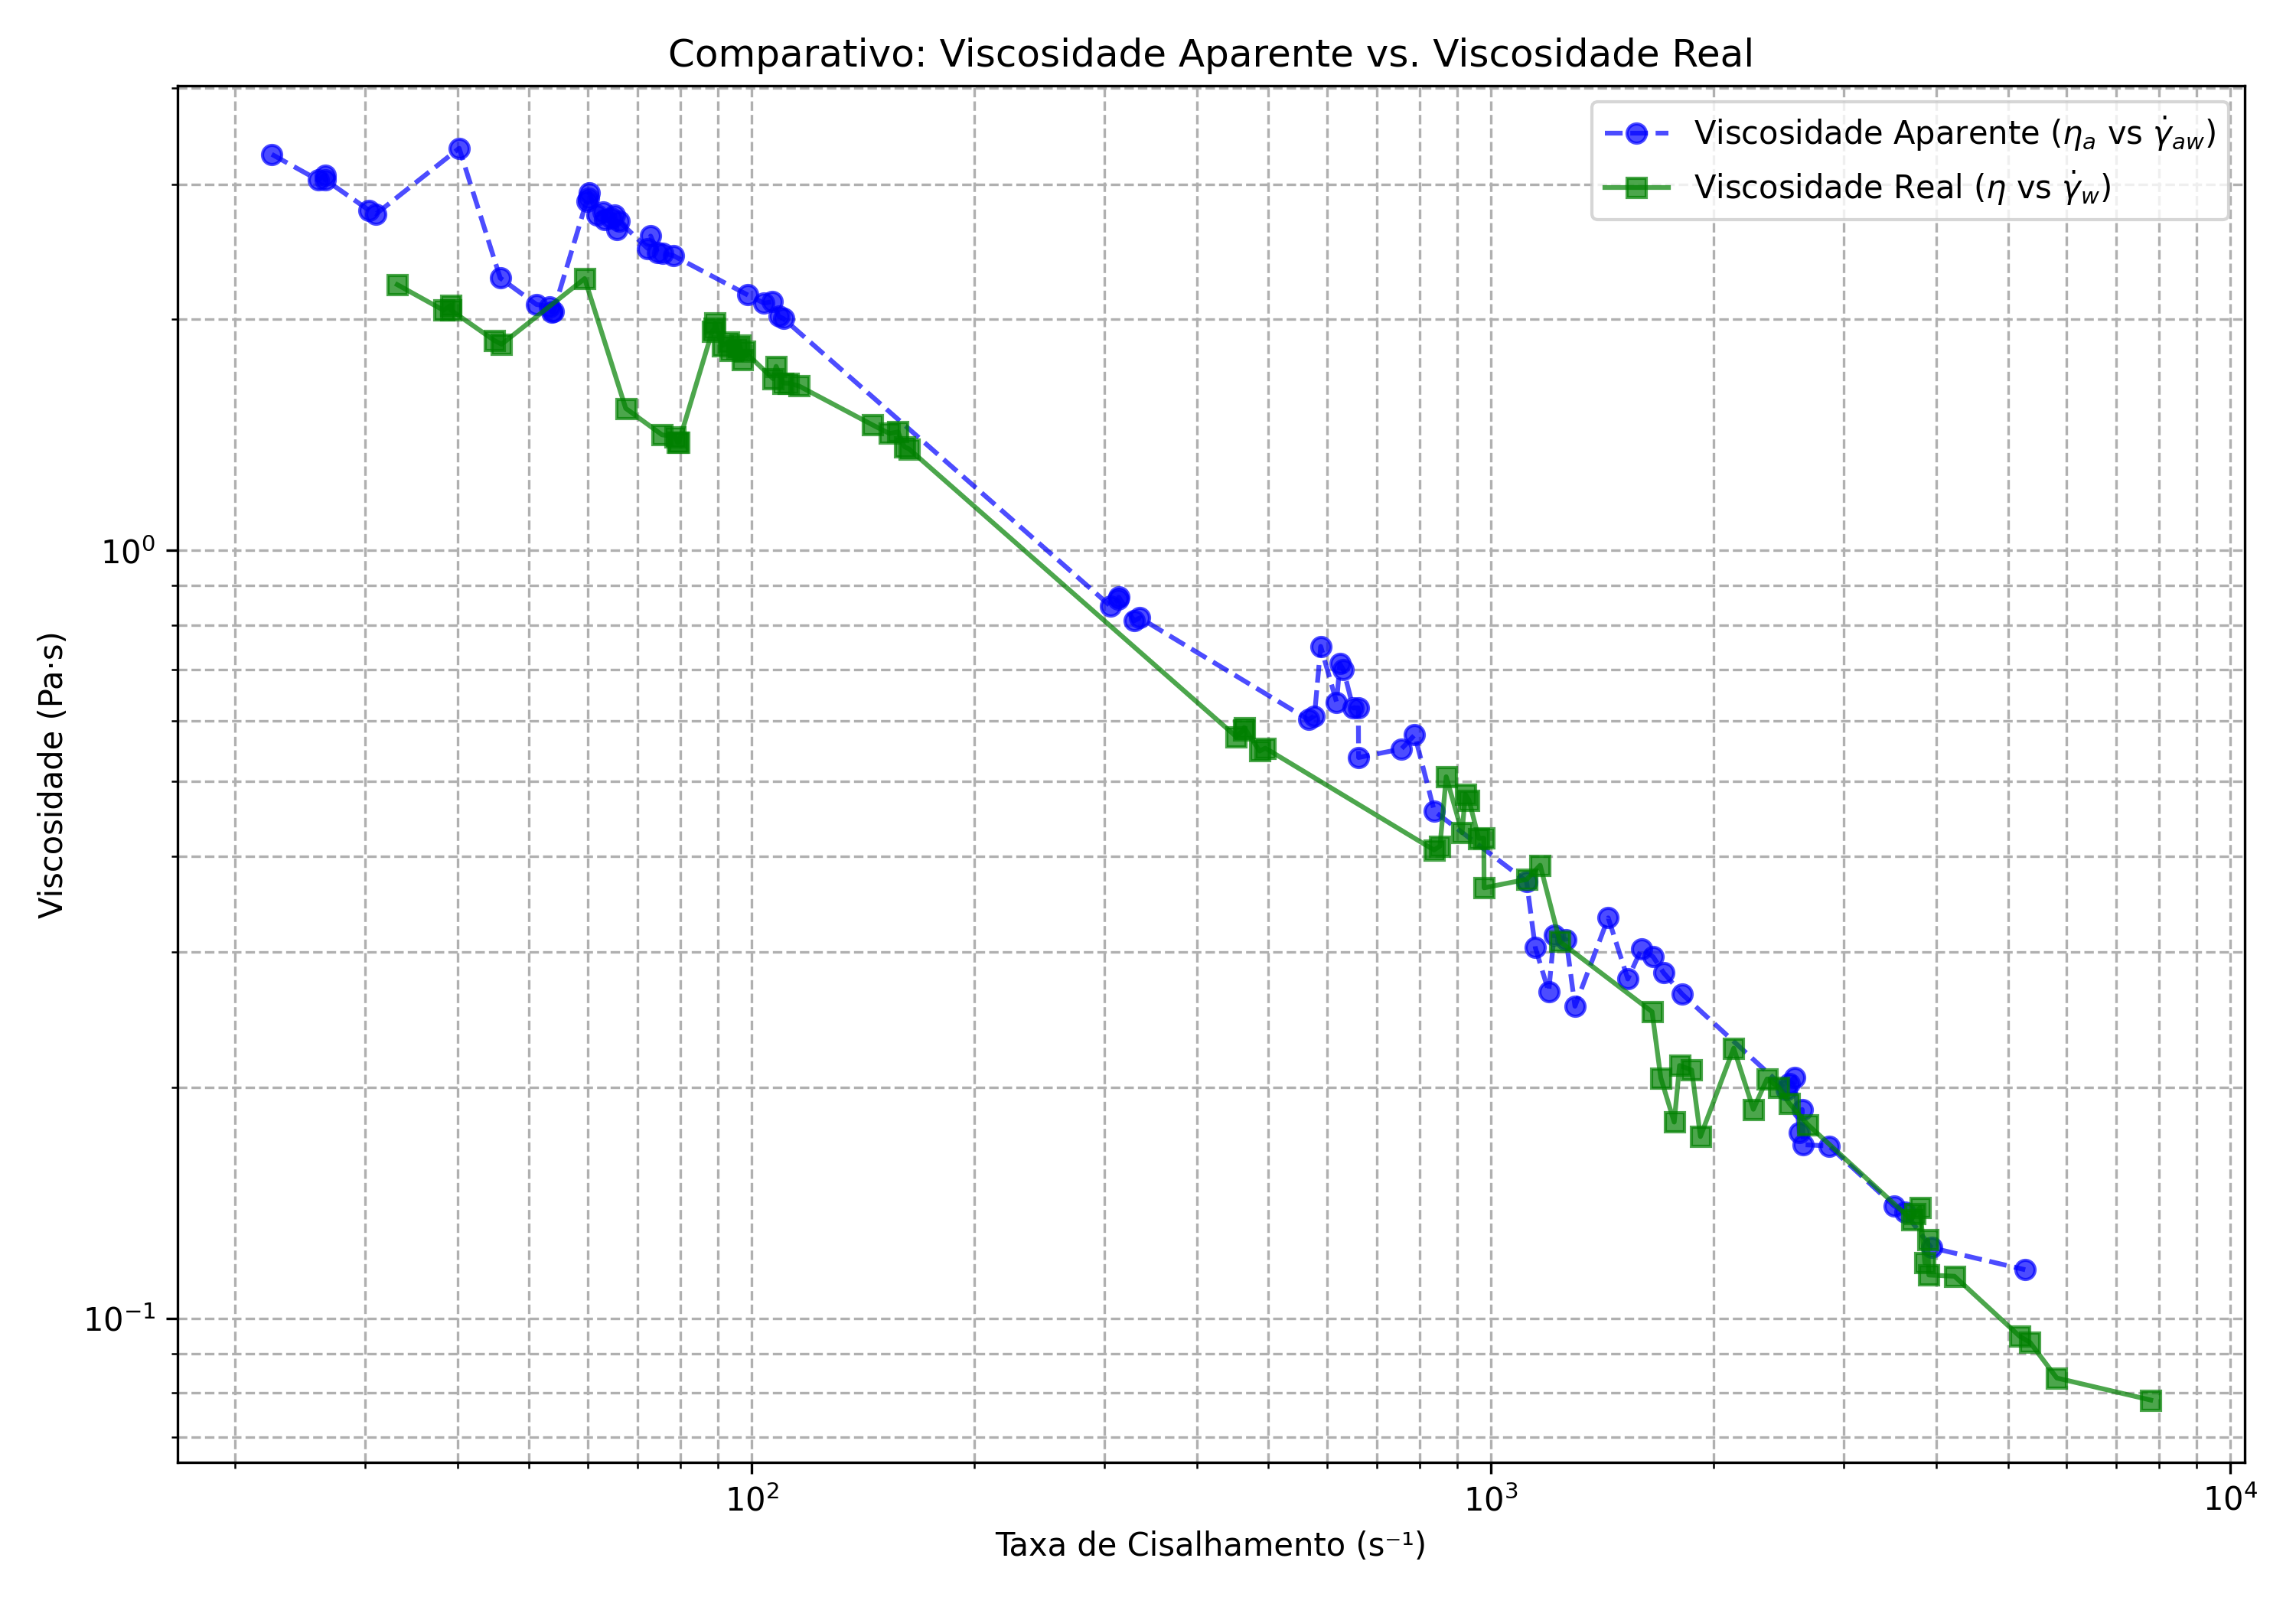 Comparativo: Viscosidade Aparente vs. Viscosidade Real
Viscosidade Aparente (ηₐ vs γ̇ₐw)
Viscosidade Real (η vs γ̇w)
Viscosidade (Pa·s)
10⁰
10⁻¹
10² 10³ 10⁴
Taxa de Cisalhamento (s⁻¹)